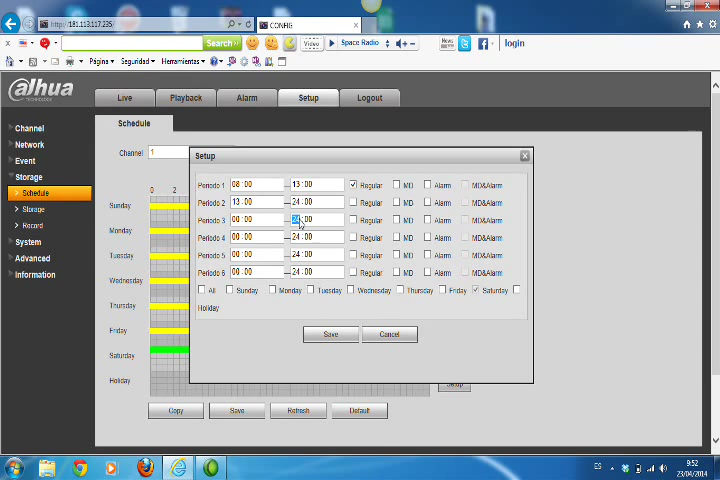 http://181.113.117.235/
CONFIG
Search
Video
Space Radio
News
login
Página Seguridad Herramientas
alhua
TECHNOLOGY
Live Playback Alarm Setup Logout
Channel
Network
Event
Storage
Schedule
Storage
Record
System
Advanced
Information
Schedule
Channel 1
0 2
Sunday
Monday
Tuesday
Wednesday
Thursday
Friday
Saturday
Holiday
Setup
Setup
Periodo 1 08:00 — 13:00 Regular MD Alarm MD&Alarm
Periodo 2 13:00 — 24:00 Regular MD Alarm MD&Alarm
Periodo 3 00:00 — 24:00 Regular MD Alarm MD&Alarm
Periodo 4 00:00 — 24:00 Regular MD Alarm MD&Alarm
Periodo 5 00:00 — 24:00 Regular MD Alarm MD&Alarm
Periodo 6 00:00 — 24:00 Regular MD Alarm MD&Alarm
All Sunday Monday Tuesday Wednesday Thursday Friday Saturday
Holiday
Save Cancel
Copy Save Refresh Default
ES
9:52
23/04/2014